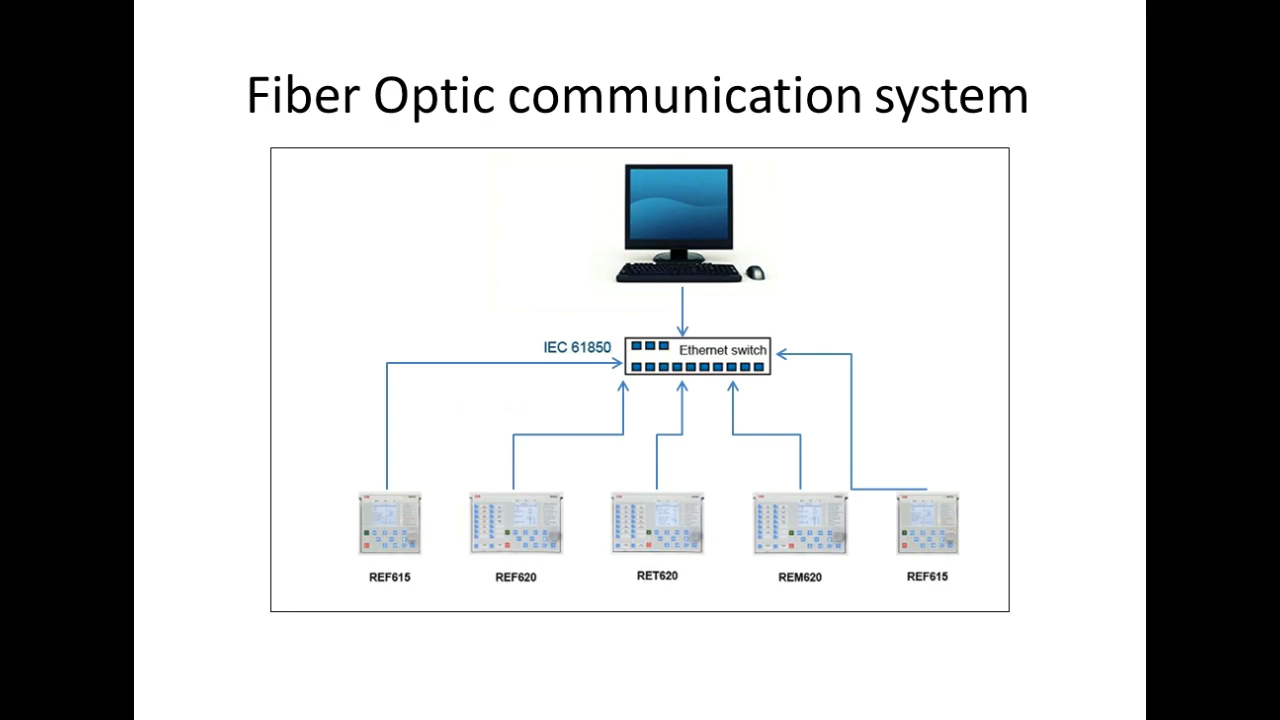 Fiber Optic communication system
IEC 61850
Ethernet switch
REF615
REF620
RET620
REM620
REF615